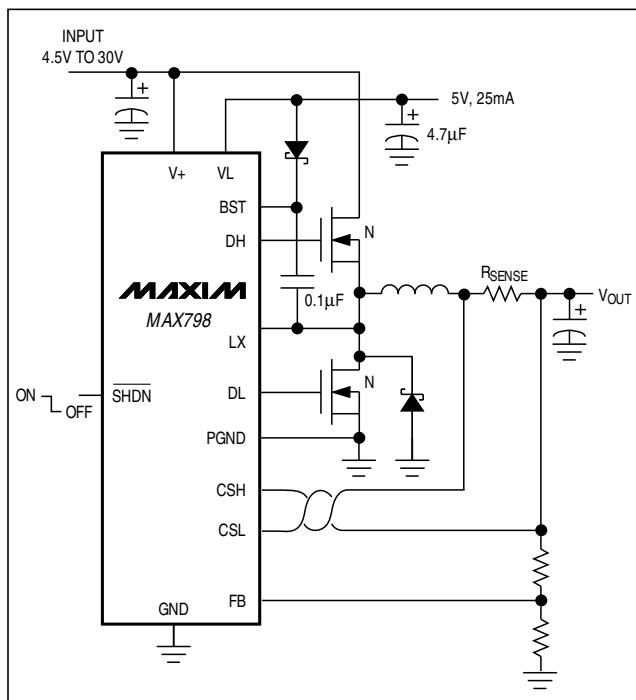 INPUT
4.5V TO 30V
+
5V, 25mA
+
4.7µF
V+ VL
BST
DH
N
MAXIM
MAX798
0.1µF
RSENSE
VOUT
+
LX
ON
OFF
SHDN
DL
N
PGND
CSH
CSL
FB
GND